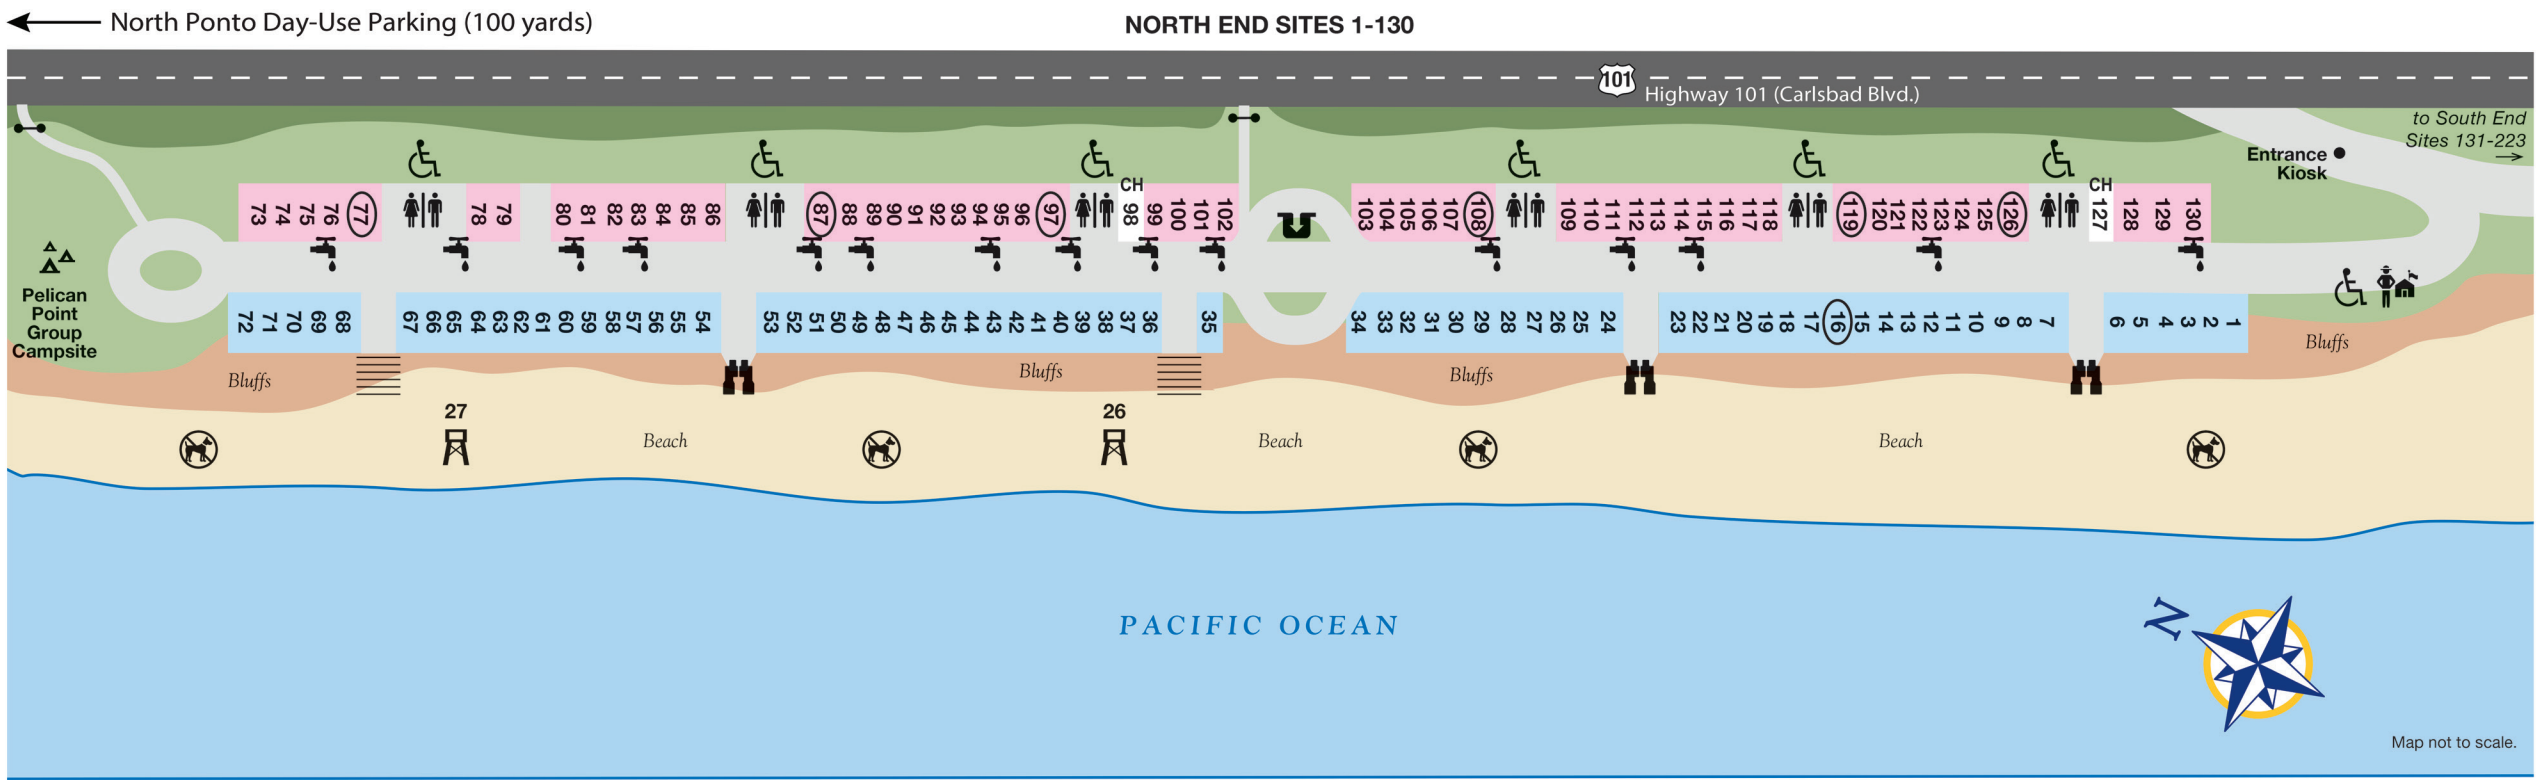 North Ponto Day-Use Parking (100 yards)
NORTH END SITES 1-130
101
Highway 101 (Carlsbad Blvd.)
to South End
Sites 131-223
Entrance
Kiosk
CH
CH
73 74 75 76 77 78 79 80 81 82 83 84 85 86 87 88 89 90 91 92 93 94 95 96 97 98 99 100 101 102 103 104 105 106 107 108 109 110 111 112 113 114 115 116 117 118 119 120 121 122 123 124 125 126 127 128 129 130
Pelican
Point
Group
Campsite
72 71 70 69 68 67 66 65 64 63 62 61 60 59 58 57 56 55 54 53 52 51 50 49 48 47 46 45 44 43 42 41 40 39 38 37 36 35 34 33 32 31 30 29 28 27 26 25 24 23 22 21 20 19 18 17 16 15 14 13 12 11 10 9 8 7 6 5 4 3 2 1
Bluffs
Bluffs
Bluffs
Bluffs
27
26
Beach
Beach
Beach
PACIFIC OCEAN
N
Map not to scale.